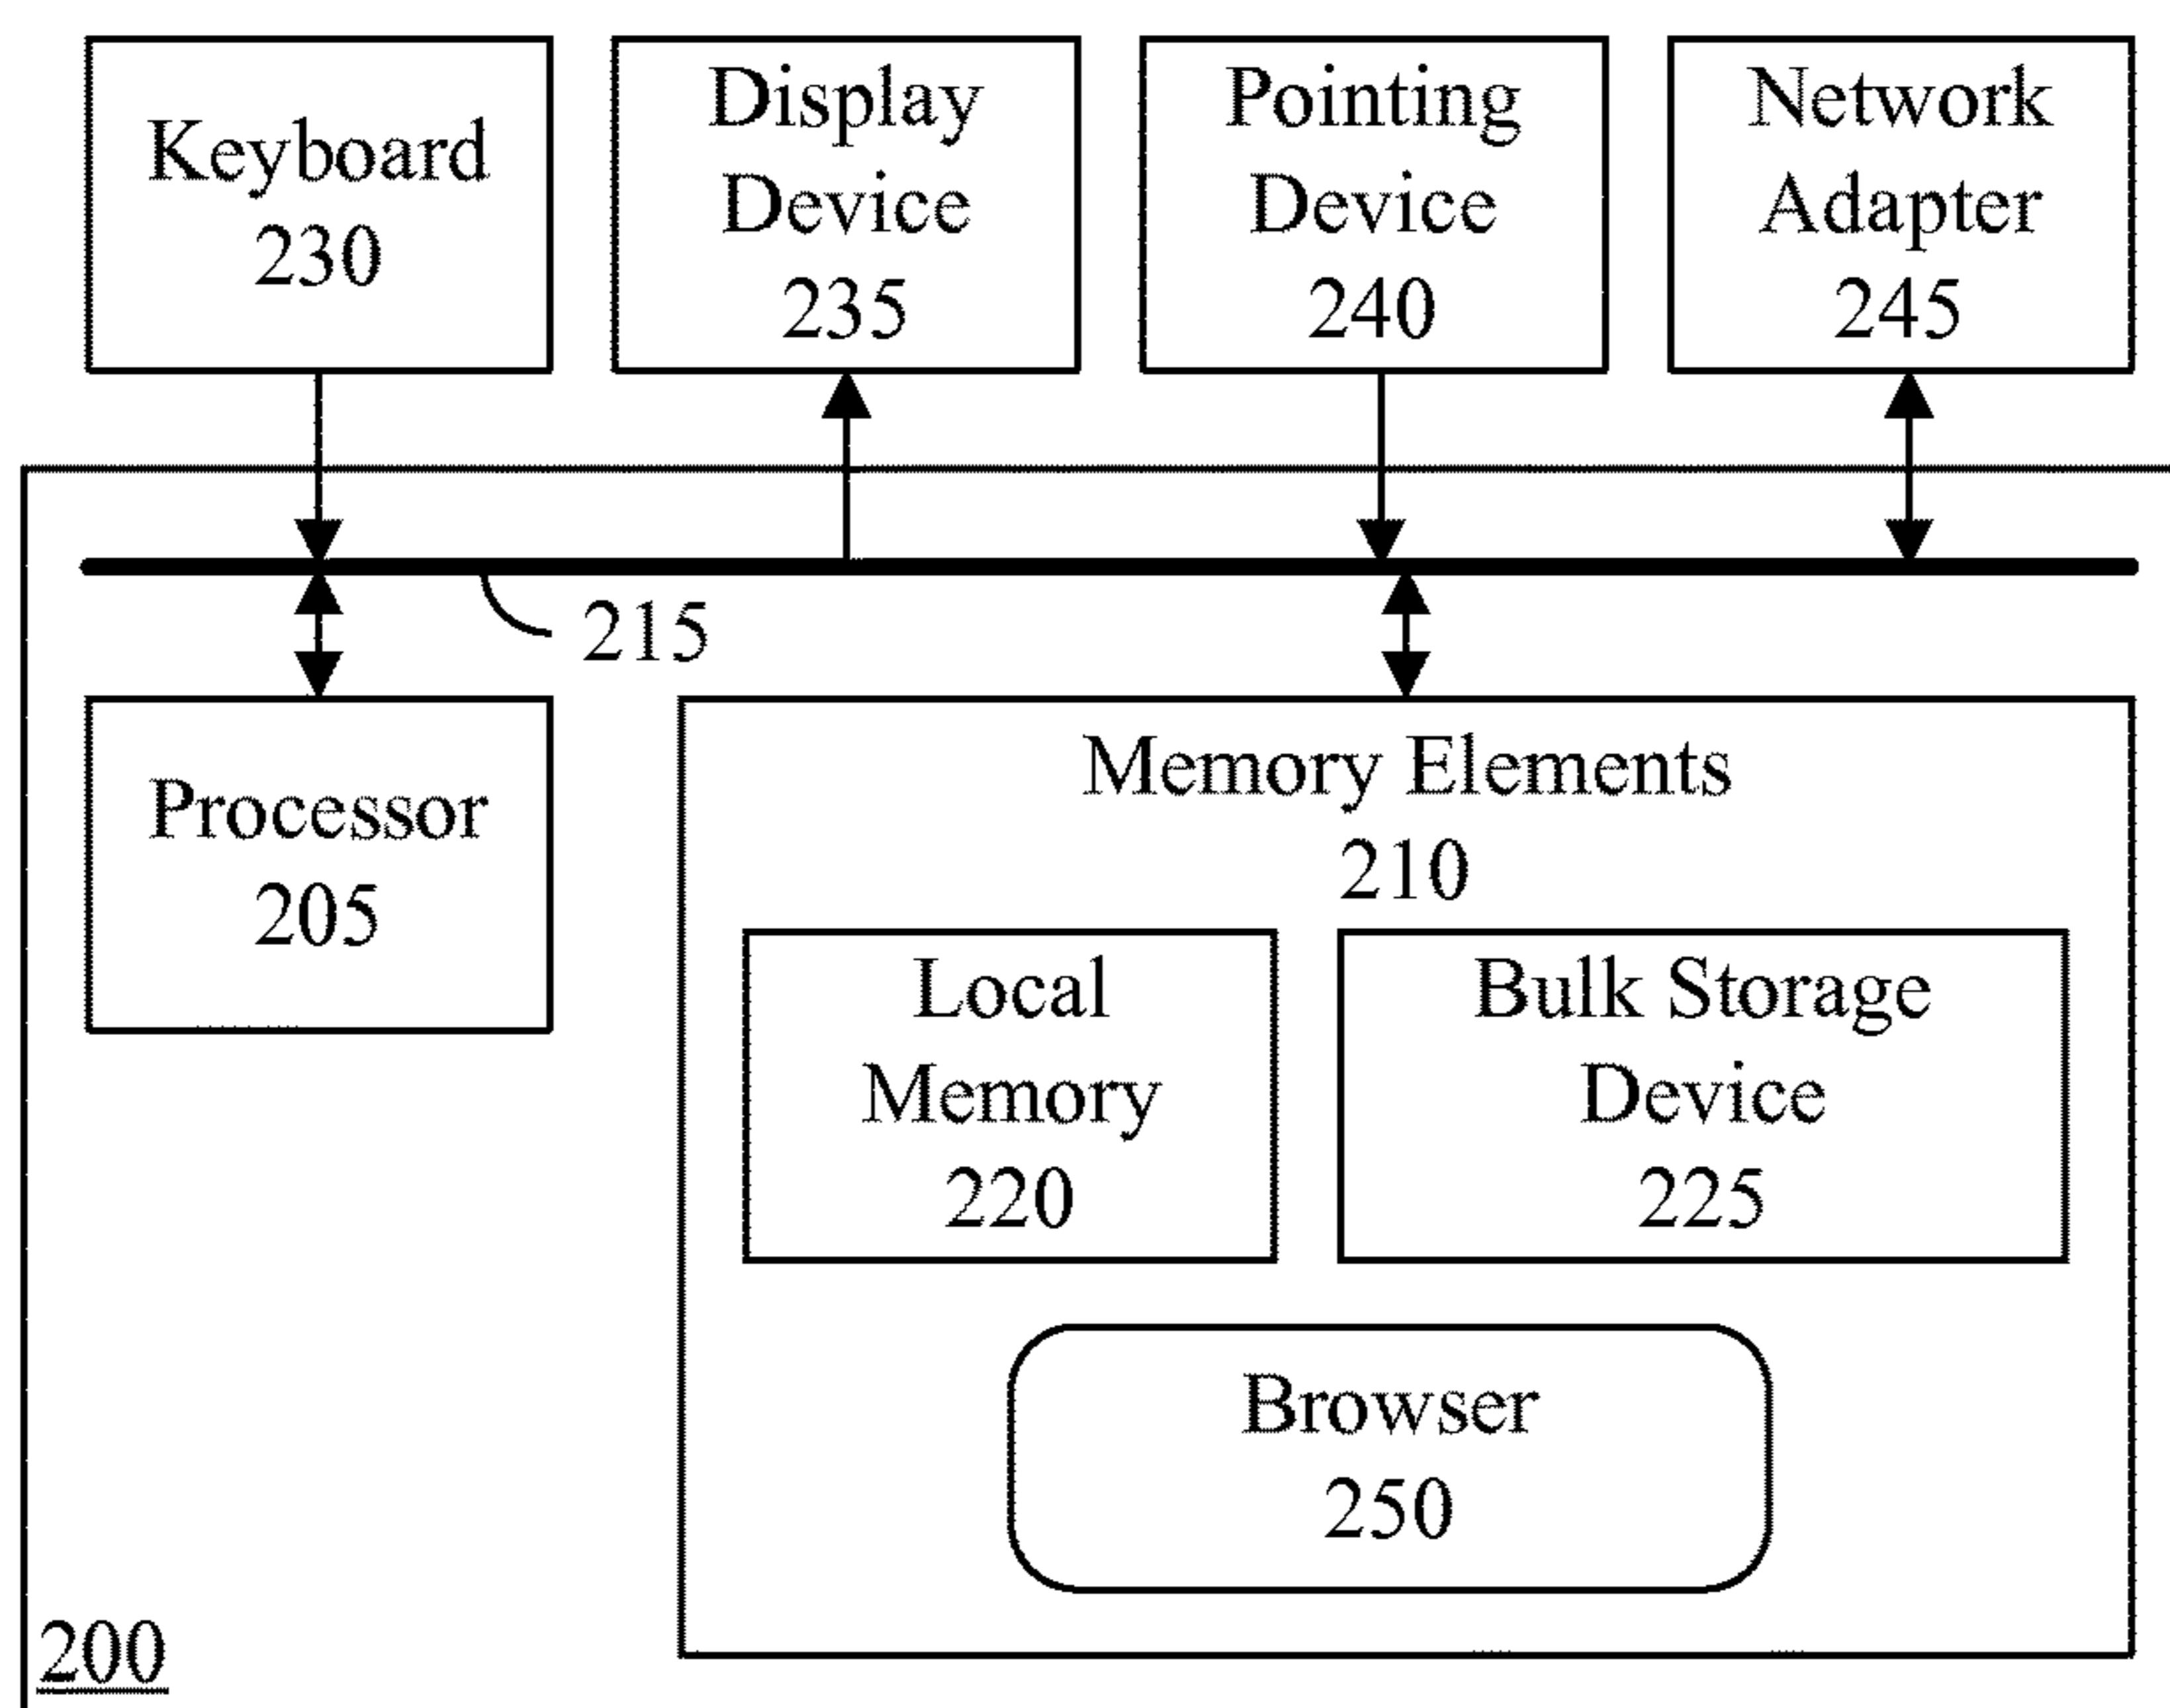 Keyboard
230
Display
Device
235
Pointing
Device
240
Network
Adapter
245
215
Processor
205
Memory Elements
210
Local
Memory
220
Bulk Storage
Device
225
Browser
250
200